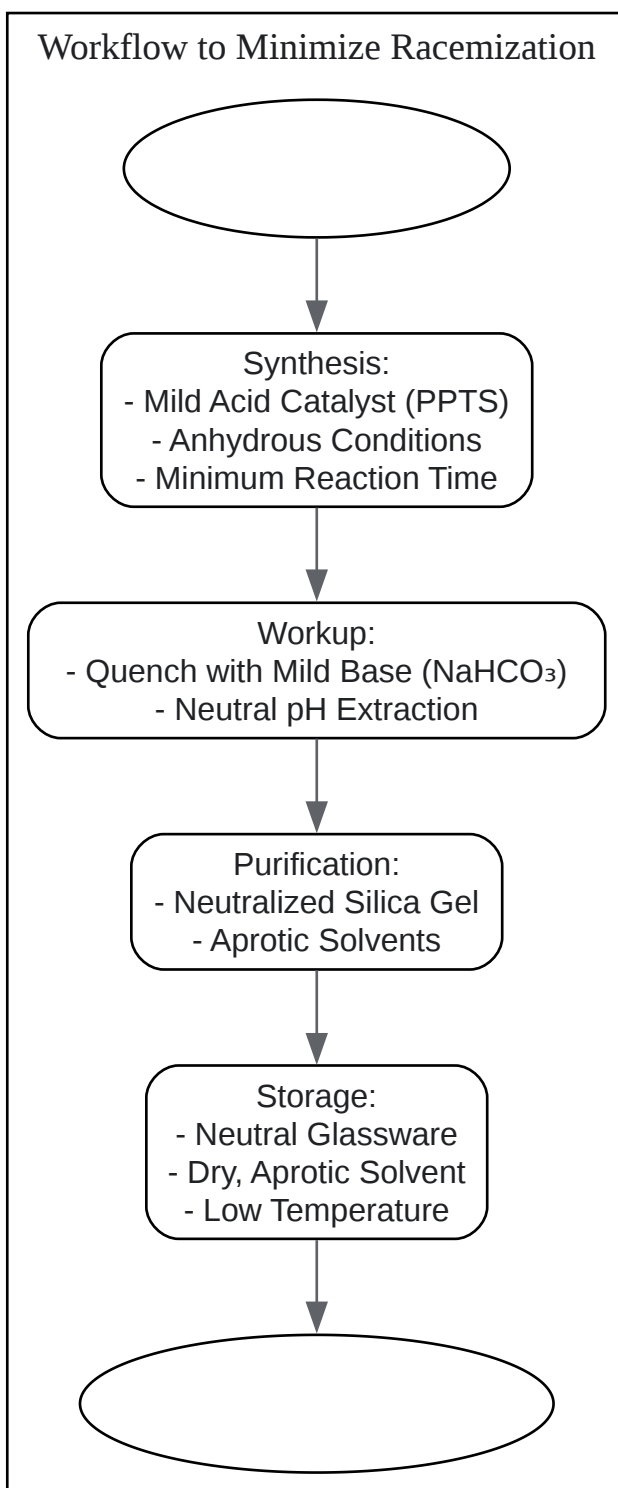 Workflow to Minimize Racemization
Synthesis:
- Mild Acid Catalyst (PPTS)
- Anhydrous Conditions
- Minimum Reaction Time
Workup:
- Quench with Mild Base (NaHCO₃)
- Neutral pH Extraction
Purification:
- Neutralized Silica Gel
- Aprotic Solvents
Storage:
- Neutral Glassware
- Dry, Aprotic Solvent
- Low Temperature